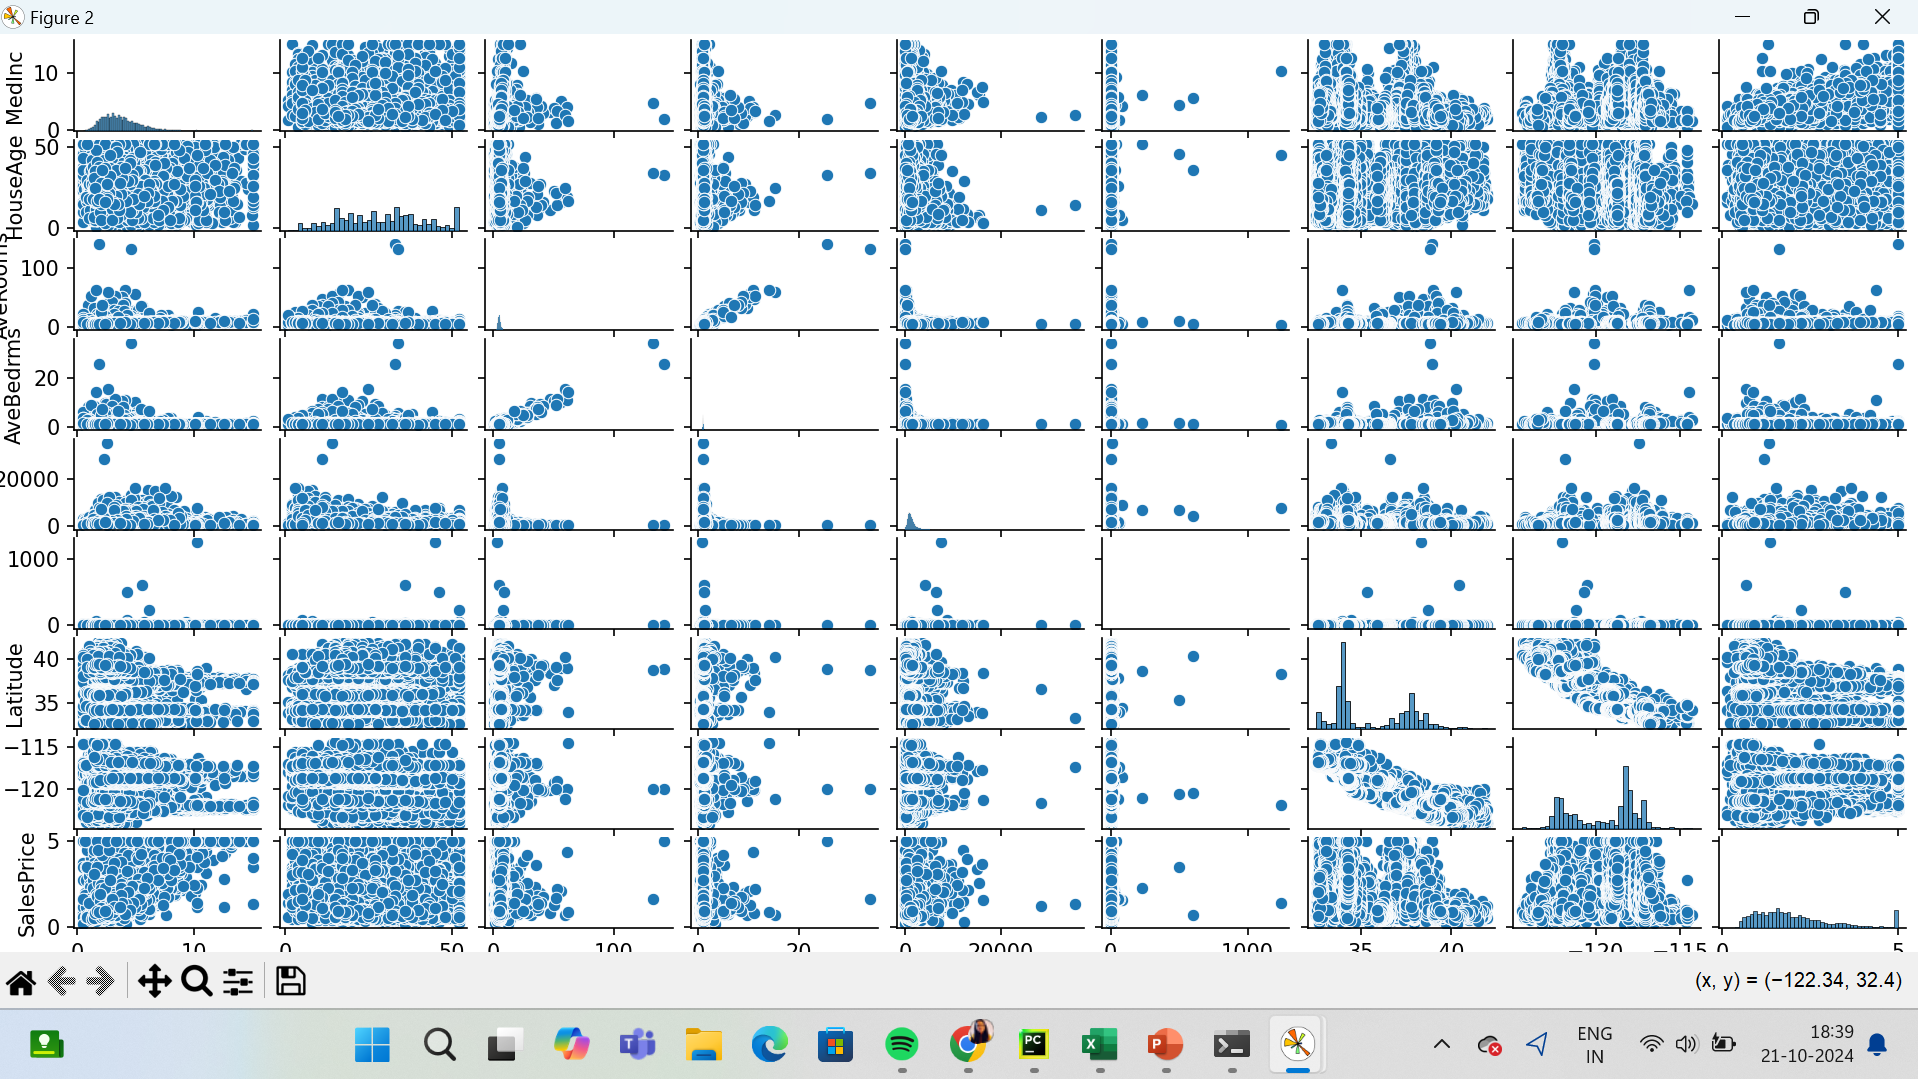 Figure 2
MedInc
10
0
HouseAge
50
0
AveRooms
100
0
AveBedrms
20
0
20000
0
1000
0
Latitude
40
35
−115
−120
SalesPrice
5
0
0 10 0 50 0 100 0 20 0 20000 0 1000 35 40 −120 −115 0 5
(x, y) = (−122.34, 32.4)
PC
X
P
T
ENG
IN
18:39
21-10-2024